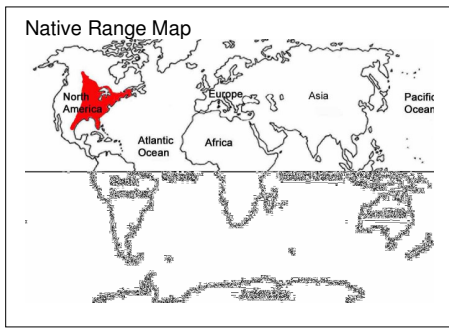 Native Range Map
North
America
Europe
Asia
Pacific
Ocean
Atlantic
Ocean
Africa